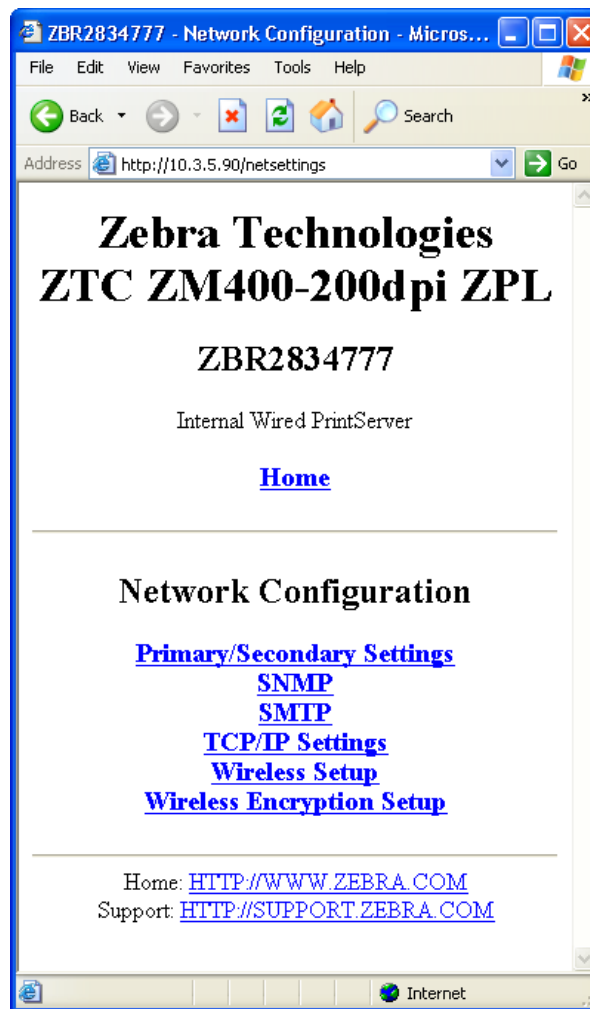 ZBR2834777 - Network Configuration - Micros...
File Edit View Favorites Tools Help
Back Search »
Address http://10.3.5.90/netsettings Go
Zebra Technologies
ZTC ZM400-200dpi ZPL
ZBR2834777
Internal Wired PrintServer
Home
Network Configuration
Primary/Secondary Settings
SNMP
SMTP
TCP/IP Settings
Wireless Setup
Wireless Encryption Setup
Home: HTTP://WWW.ZEBRA.COM
Support: HTTP://SUPPORT.ZEBRA.COM
Internet